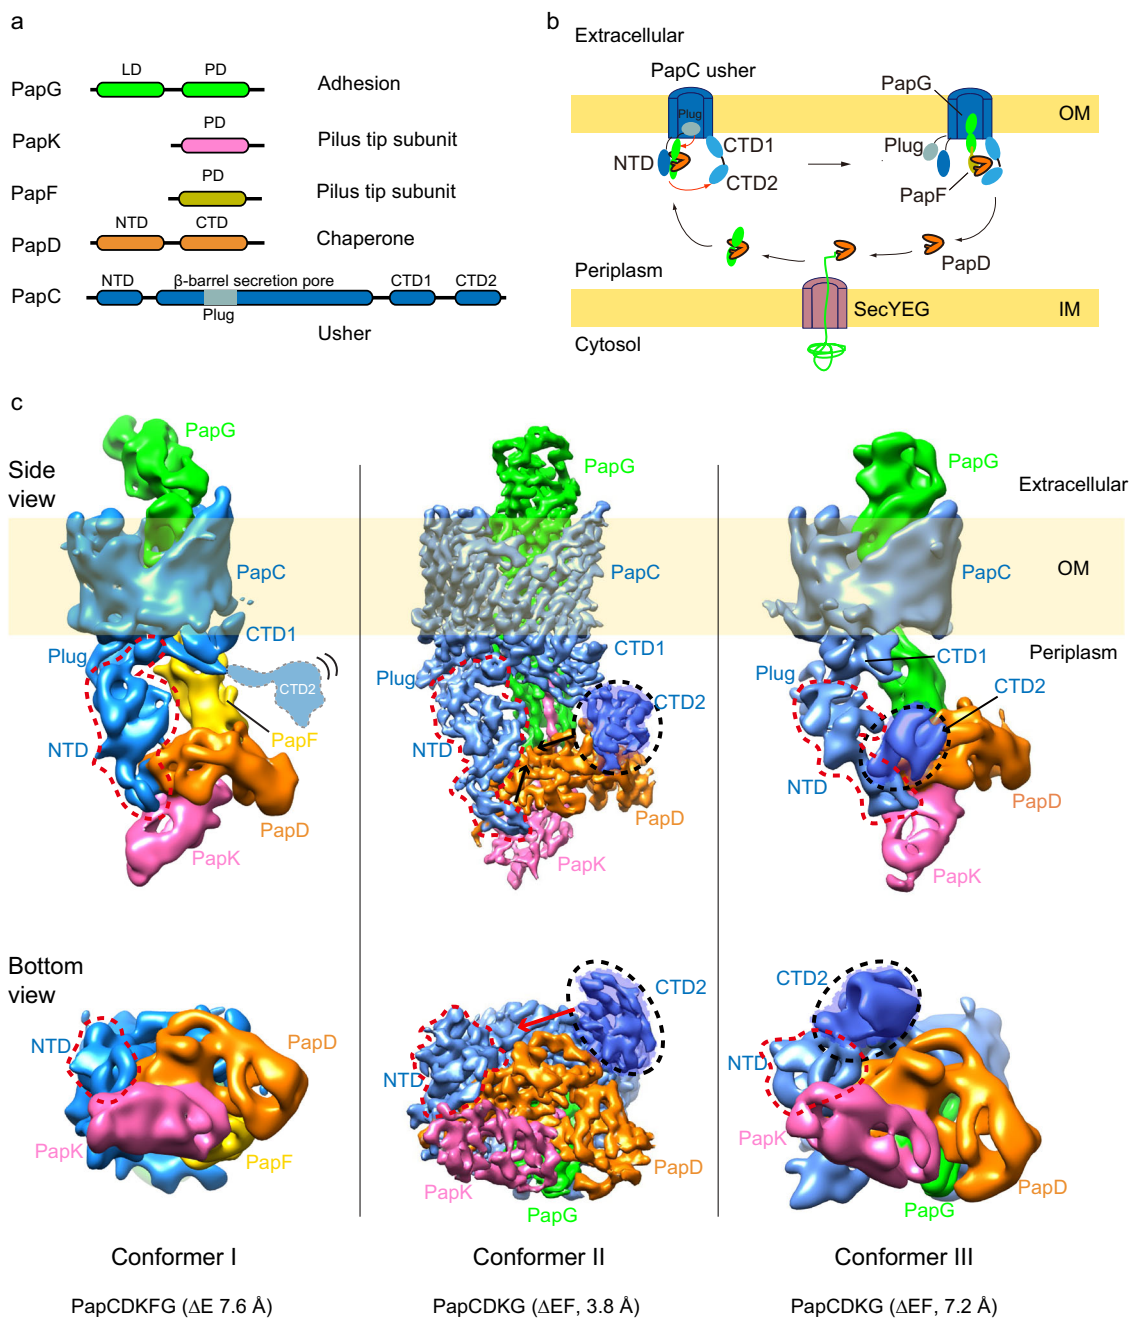 a
PapG
LD
PD
Adhesion
PapK
PD
Pilus tip subunit
PapF
PD
Pilus tip subunit
PapD
NTD
CTD
Chaperone
PapC
NTD
β-barrel secretion pore
CTD1
CTD2
Plug
Usher
b
Extracellular
PapC usher
PapG
Plug
OM
NTD
CTD1
CTD2
Plug
PapF
PapD
Periplasm
SecYEG
IM
Cytosol
c
Side
view
PapG
PapC
CTD1
Plug
CTD2
NTD
PapF
PapD
PapK
PapG
PapC
CTD1
Plug
CTD2
NTD
PapD
PapK
PapG
Extracellular
PapC
OM
Periplasm
CTD1
Plug
CTD2
NTD
PapD
PapK
Bottom
view
NTD
PapD
PapK
PapF
CTD2
NTD
PapK
PapD
PapG
CTD2
NTD
PapK
PapD
PapG
Conformer I
Conformer II
Conformer III
PapCDKFG (ΔE 7.6 Å)
PapCDKG (ΔEF, 3.8 Å)
PapCDKG (ΔEF, 7.2 Å)